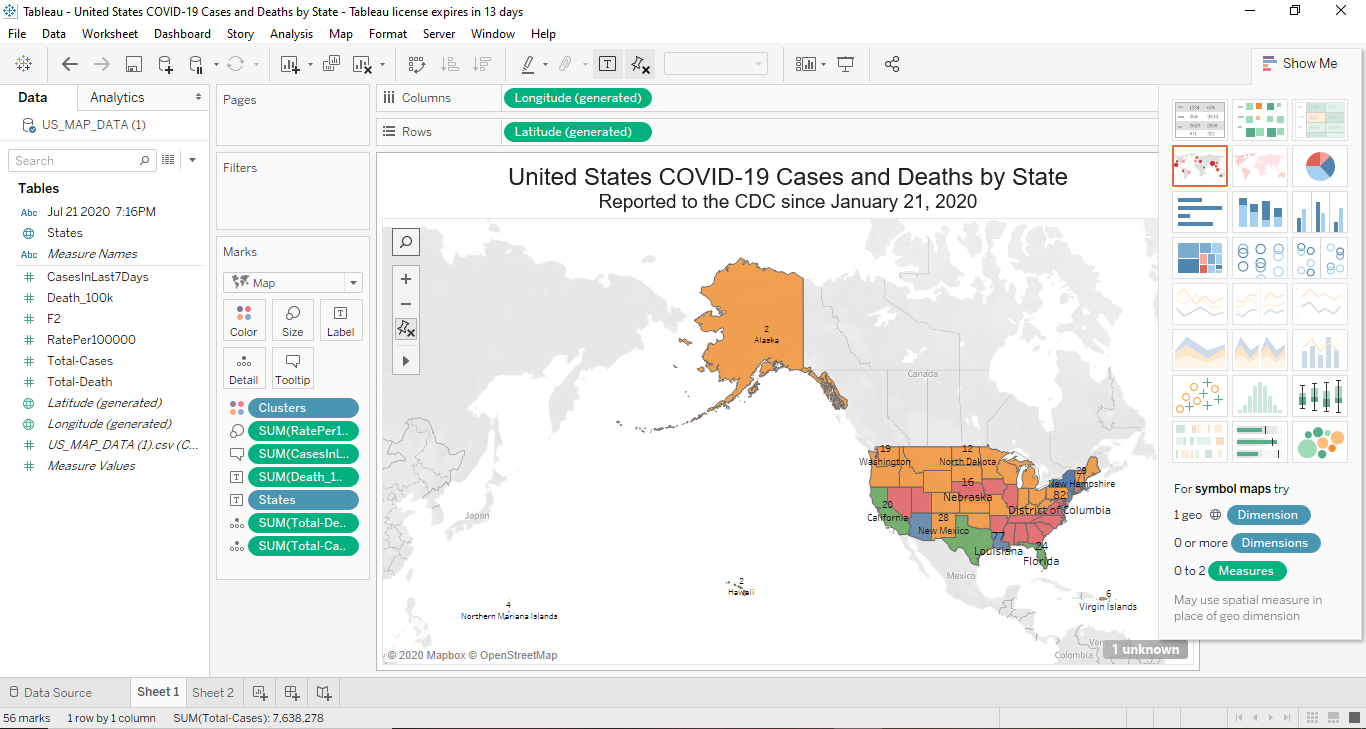 Tableau - United States COVID-19 Cases and Deaths by State - Tableau license expires in 13 days
File Data Worksheet Dashboard Story Analysis Map Format Server Window Help
Show Me
Data Analytics
US_MAP_DATA (1)
Search
Tables
Abc Jul 21 2020 7:16PM
States
Abc Measure Names
CasesInLast7Days
Death_100k
F2
RatePer100000
Total-Cases
Total-Death
Latitude (generated)
Longitude (generated)
US_MAP_DATA (1).csv (C...
Measure Values
Pages
Filters
Marks
Map
Color Size Label
Detail Tooltip
Clusters
SUM(RatePer1..
SUM(CasesInL..
SUM(Death_1..
States
SUM(Total-De..
SUM(Total-Ca..
Columns Longitude (generated)
Rows Latitude (generated)
United States COVID-19 Cases and Deaths by State
Reported to the CDC since January 21, 2020
2
Alaska
Canada
19
Washington
12
North Dakota
29
New Hampshire
16
Nebraska
82
District of Columbia
20
California
28
New Mexico
77
Louisiana
24
Florida
Japan
Mexico
2
Hawaii
4
Northern Mariana Islands
6
Virgin Islands
Colombia
© 2020 Mapbox © OpenStreetMap
1 unknown
For symbol maps try
1 geo Dimension
0 or more Dimensions
0 to 2 Measures
May use spatial measure in
place of geo dimension
Data Source Sheet 1 Sheet 2
56 marks 1 row by 1 column SUM(Total-Cases): 7,638,278